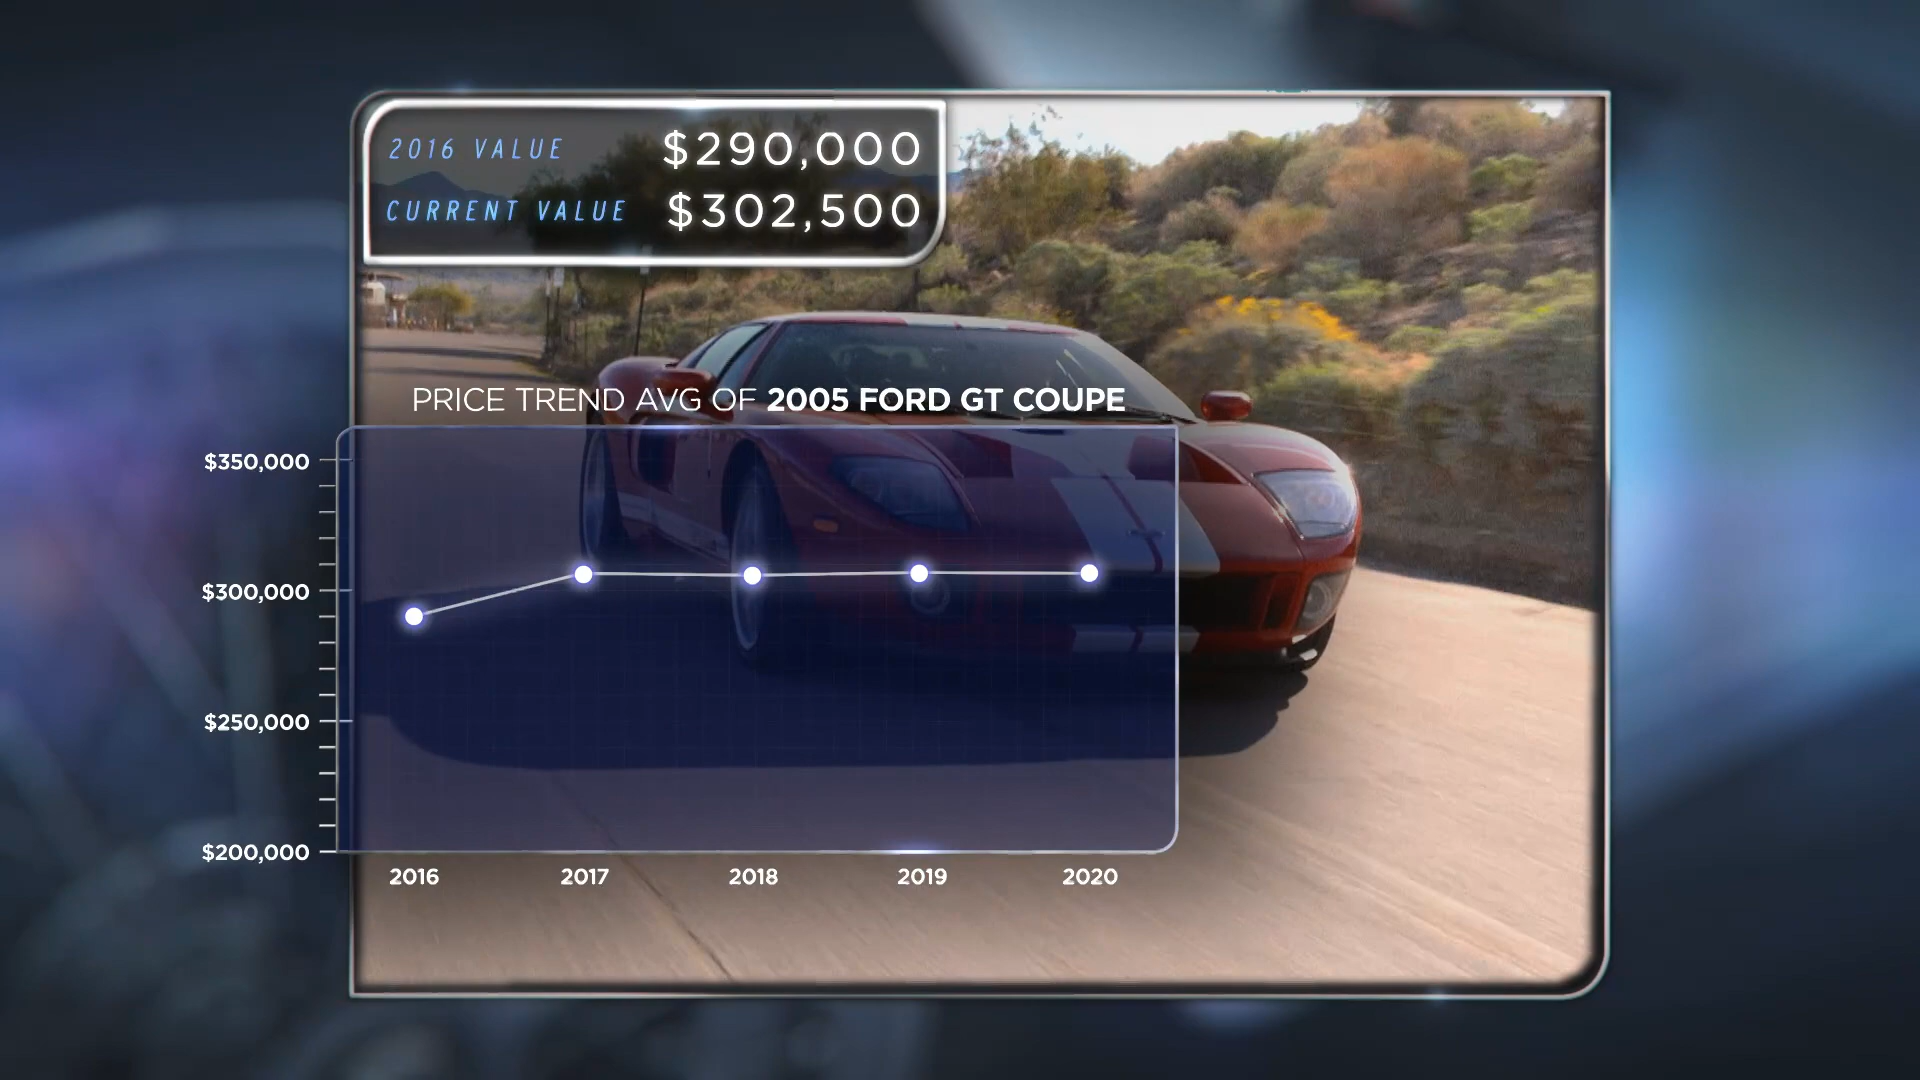 2016 VALUE $290,000
CURRENT VALUE $302,500
PRICE TREND AVG OF 2005 FORD GT COUPE
$350,000
$300,000
$250,000
$200,000
2016 2017 2018 2019 2020